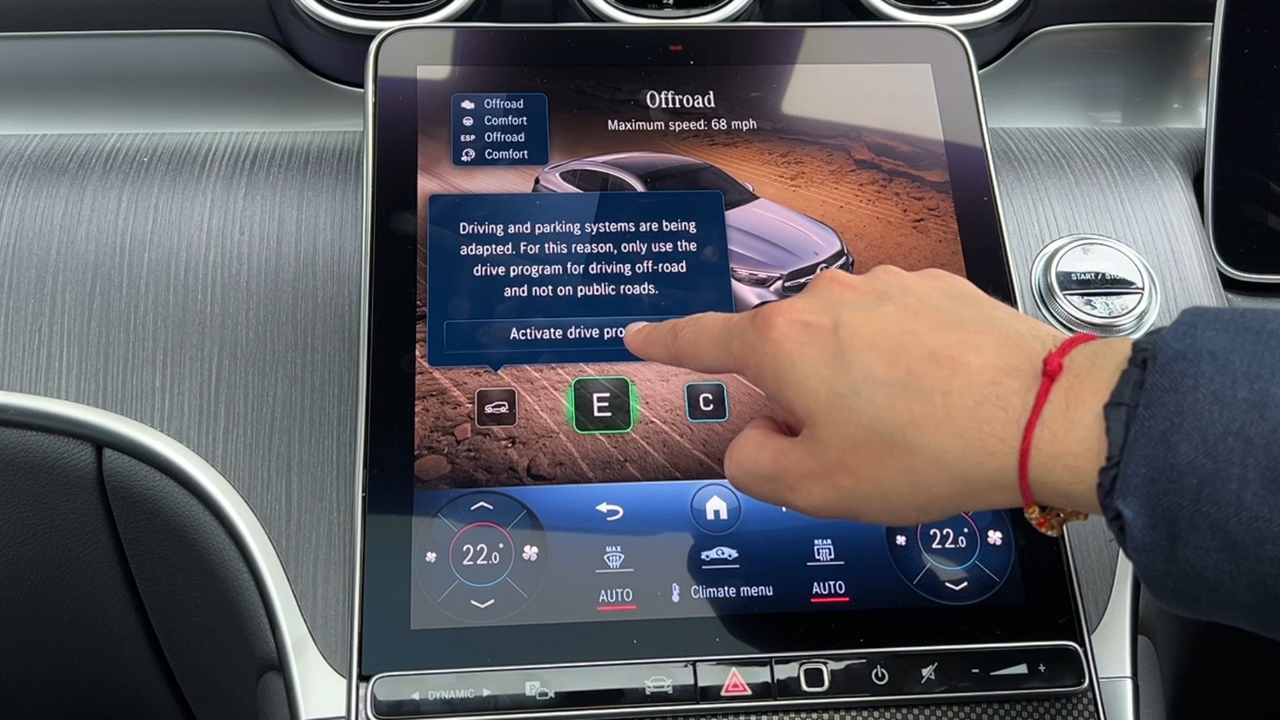 Offroad
Comfort
ESP Offroad
Comfort
Offroad
Maximum speed: 68 mph
Driving and parking systems are being
adapted. For this reason, only use the
drive program for driving off-road
and not on public roads.
Activate drive
E
C
START /
22.0°
MAX
REAR
22.0°
AUTO
Climate menu
AUTO
DYNAMIC
P
- +